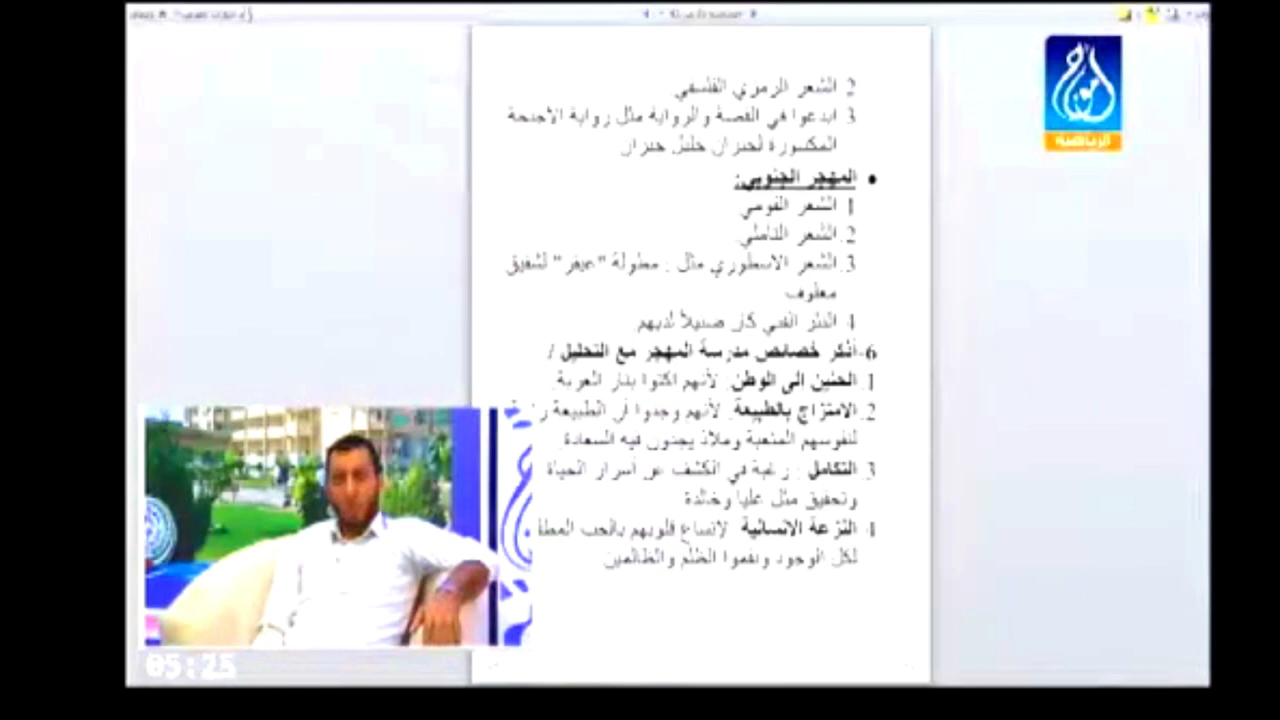 أمواج
الرياضية
2 الشعر الرمزي الفلسفي
3 ابدعوا في القصة والرواية مثل رواية الاجنحة
المكسورة لجبران خليل جبران
• المهجر الجنوبي:
1 الشعر القومي
2. الشعر التاملي
3. الشعر الاسطوري مثل : مطولة "عبقر" لشفيق
معلوف
4 النثر الفني كان ضئيلاً لديهم
6-أذكر خصائص مدرسة المهجر مع التحليل /
1. الحنين الى الوطن: لأنهم اكتوا بنار الغربة
2. الامتزاج بالطبيعة: لأنهم وجدوا أن الطبيعة
لنفوسهم المتعبة وملاذ يجدون فيه السعادة
3. التكامل : رغبة في الكشف عن أسرار الحياة
وتحقيق مثل عليا وخالدة
4. النزعة الانسانية: لاتساع قلوبهم بالحب
لكل الوجود ونقموا الظلم والظالمين
05:25